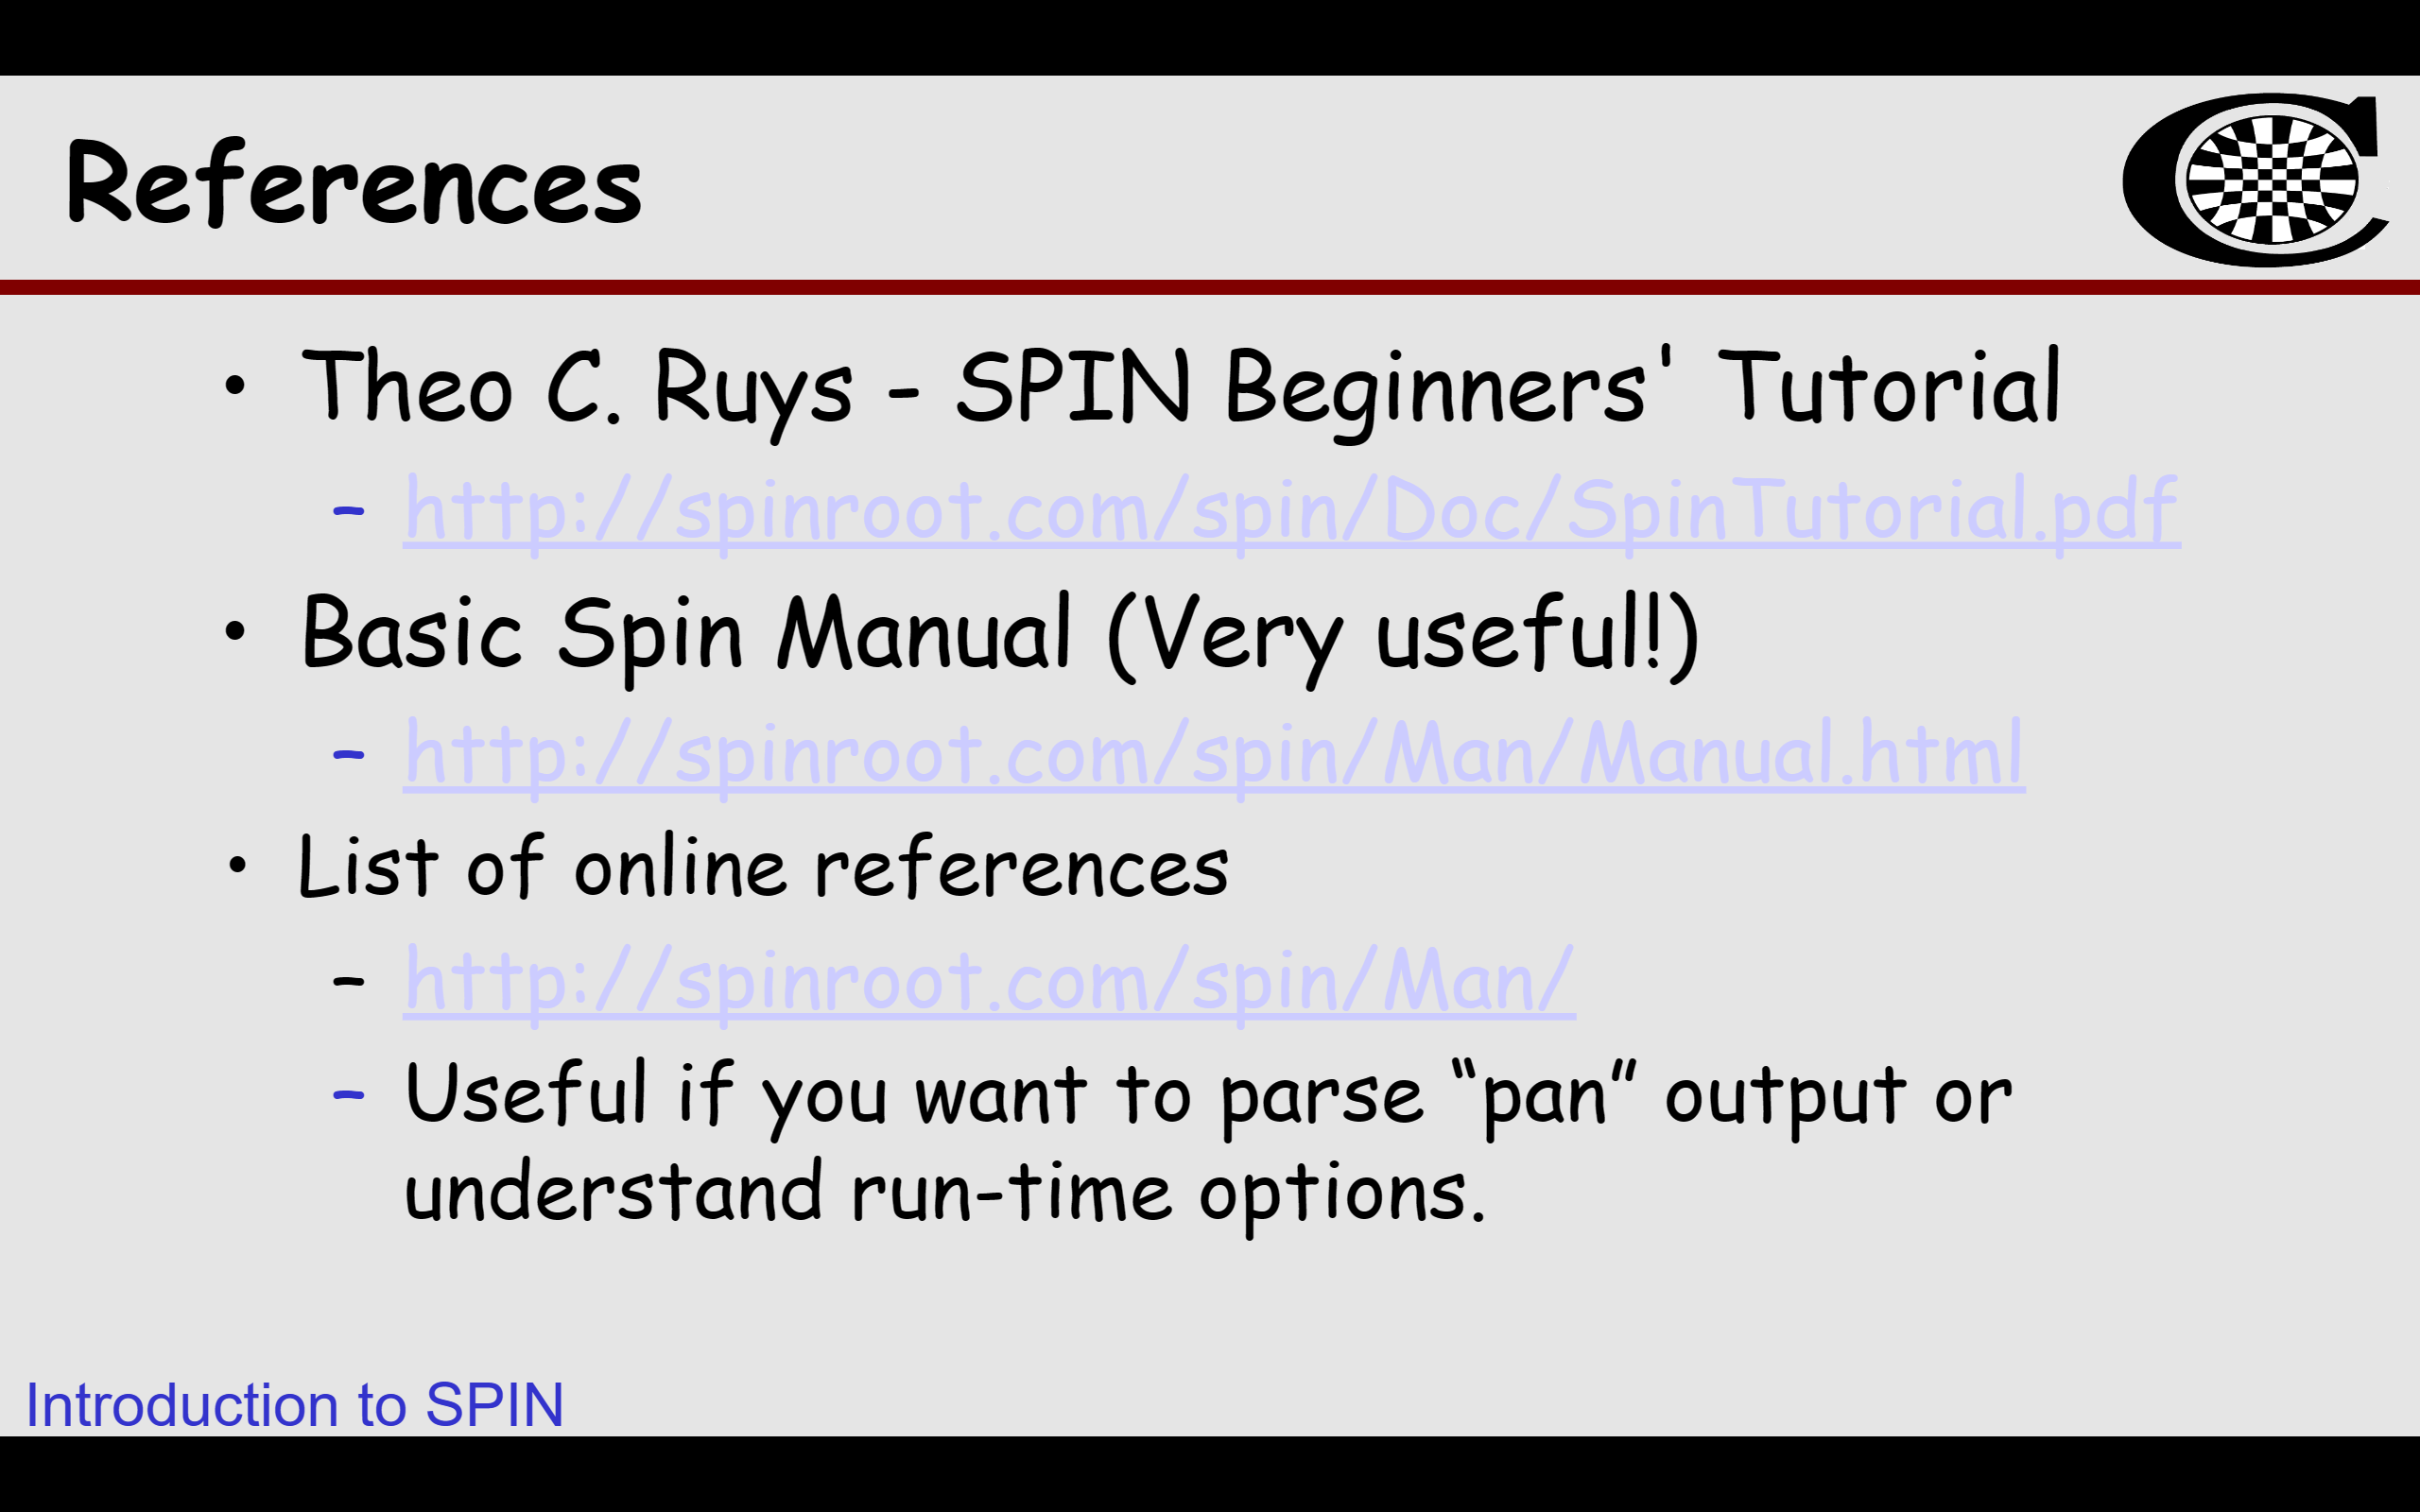 References
• Theo C. Ruys - SPIN Beginners' Tutorial
– http://spinroot.com/spin/Doc/SpinTutorial.pdf
• Basic Spin Manual (Very useful!)
– http://spinroot.com/spin/Man/Manual.html
• List of online references
– http://spinroot.com/spin/Man/
– Useful if you want to parse “pan” output or
understand run-time options.
Introduction to SPIN